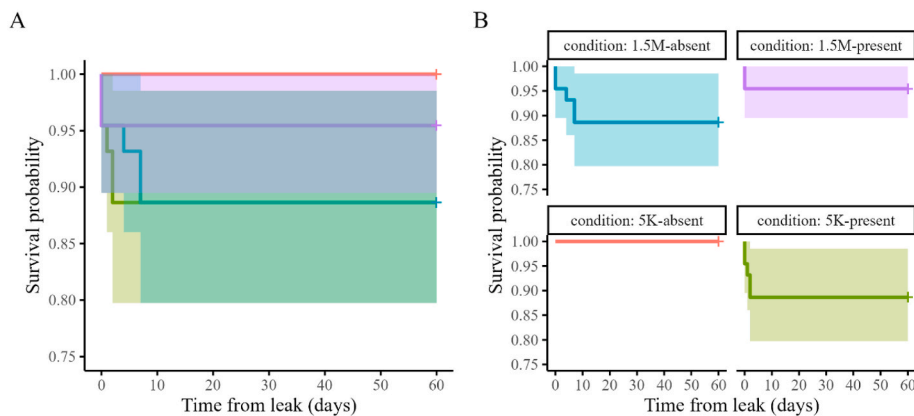 A
Survival probability
1.00
0.95
0.90
0.85
0.80
0.75
0 10 20 30 40 50 60
Time from leak (days)
B
Survival probability
condition: 1.5M-absent
condition: 1.5M-present
1.00
0.95
0.90
0.85
0.80
0.75
condition: 5K-absent
condition: 5K-present
1.00
0.95
0.90
0.85
0.80
0.75
0 10 20 30 40 50 60
0 10 20 30 40 50 60
Time from leak (days)